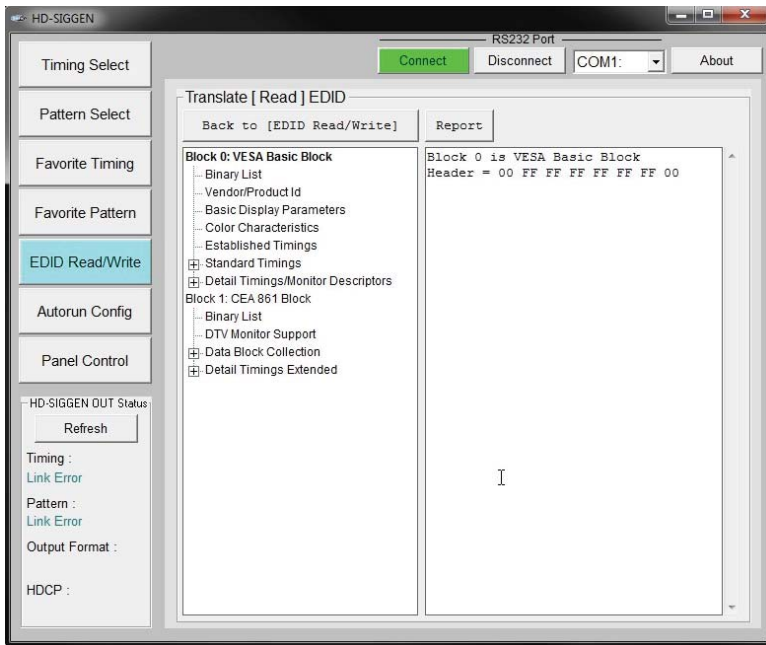 HD-SIGGEN
RS232 Port
Connect
Disconnect
COM1:
About
Timing Select
Pattern Select
Favorite Timing
Favorite Pattern
EDID Read/Write
Autorun Config
Panel Control
HD-SIGGEN OUT Status
Refresh
Timing :
Link Error
Pattern :
Link Error
Output Format :
HDCP :
Translate [ Read ] EDID
Back to [EDID Read/Write]
Report
Block 0: VESA Basic Block
Binary List
Vendor/Product Id
Basic Display Parameters
Color Characteristics
Established Timings
Standard Timings
Detail Timings/Monitor Descriptors
Block 1: CEA 861 Block
Binary List
DTV Monitor Support
Data Block Collection
Detail Timings Extended
Block 0 is VESA Basic Block
Header = 00 FF FF FF FF FF FF 00